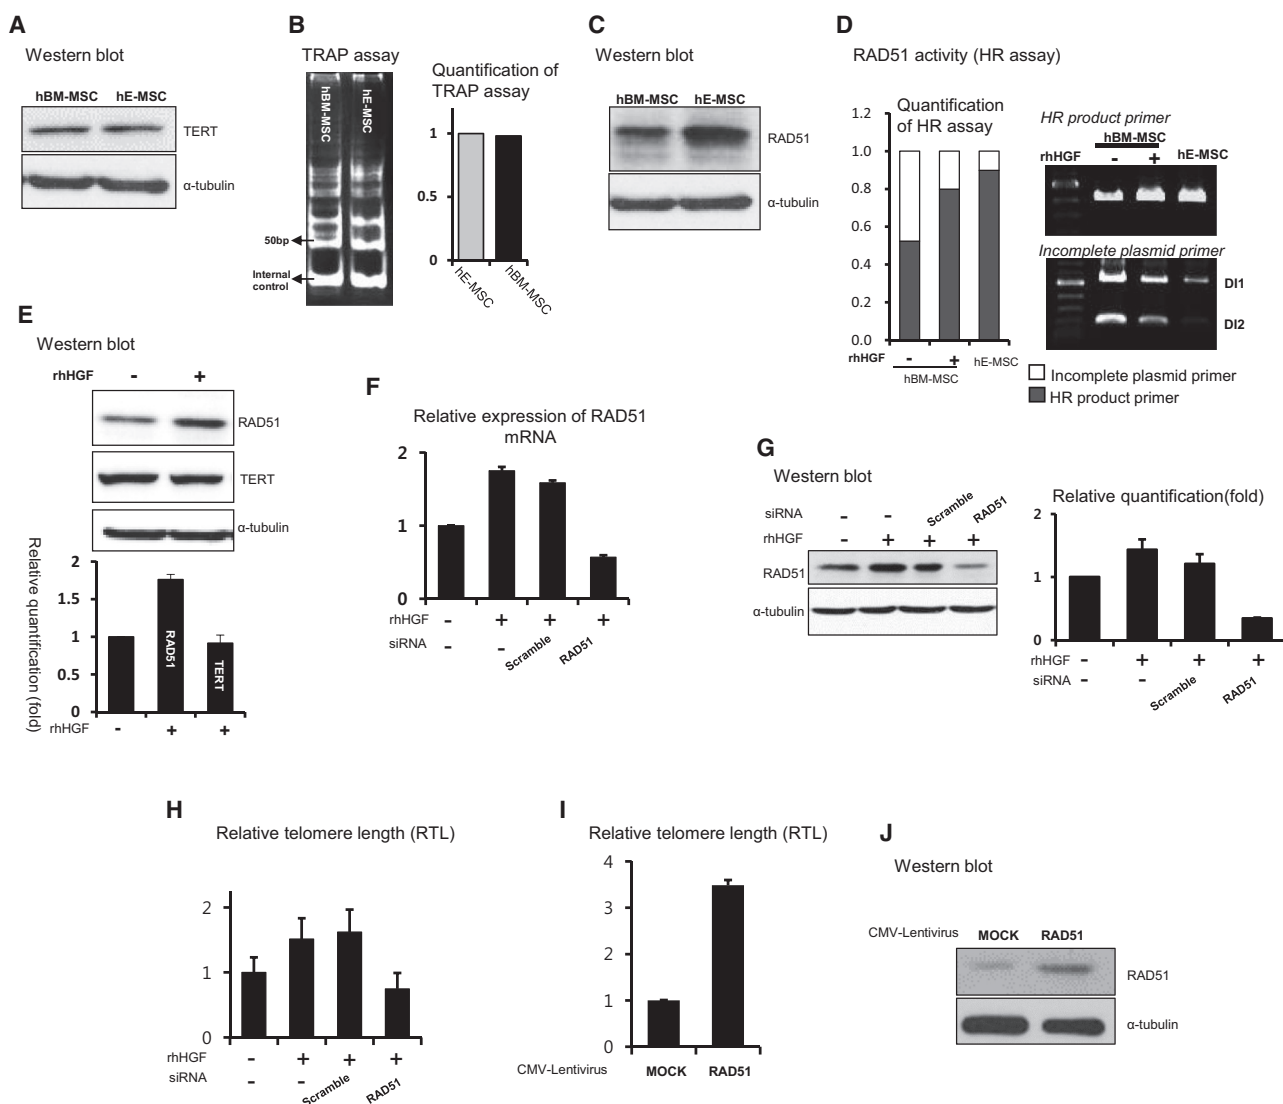 A
Western blot
hBM-MSC hE-MSC
TERT
α-tubulin
B
TRAP assay
hBM-MSC
hE-MSC
50bp
Internal
control
Quantification of
TRAP assay
1
0.5
0
hE-MSC
hBM-MSC
C
Western blot
hBM-MSC hE-MSC
RAD51
α-tubulin
D
RAD51 activity (HR assay)
Quantification
of HR assay
1.2
1.0
0.8
0.6
0.4
0.2
0.0
rhHGF - +
hBM-MSC
hE-MSC
HR product primer
hBM-MSC
rhHGF - + hE-MSC
Incomplete plasmid primer
DI1
DI2
Incomplete plasmid primer
HR product primer
E
Western blot
rhHGF - +
RAD51
TERT
α-tubulin
Relative quantification (fold)
2
1.5
1
0.5
0
RAD51
TERT
rhHGF - + +
F
Relative expression of RAD51
mRNA
2
1
0
rhHGF - + + +
siRNA - - Scramble RAD51
G
Western blot
siRNA - - Scramble RAD51
rhHGF - + + +
RAD51
α-tubulin
Relative quantification(fold)
2
1
0
rhHGF - + + +
siRNA - - Scramble RAD51
H
Relative telomere length (RTL)
2
1
0
rhHGF - + + +
siRNA - - Scramble RAD51
I
Relative telomere length (RTL)
4
3
2
1
0
CMV-Lentivirus MOCK RAD51
J
Western blot
CMV-Lentivirus MOCK RAD51
RAD51
α-tubulin